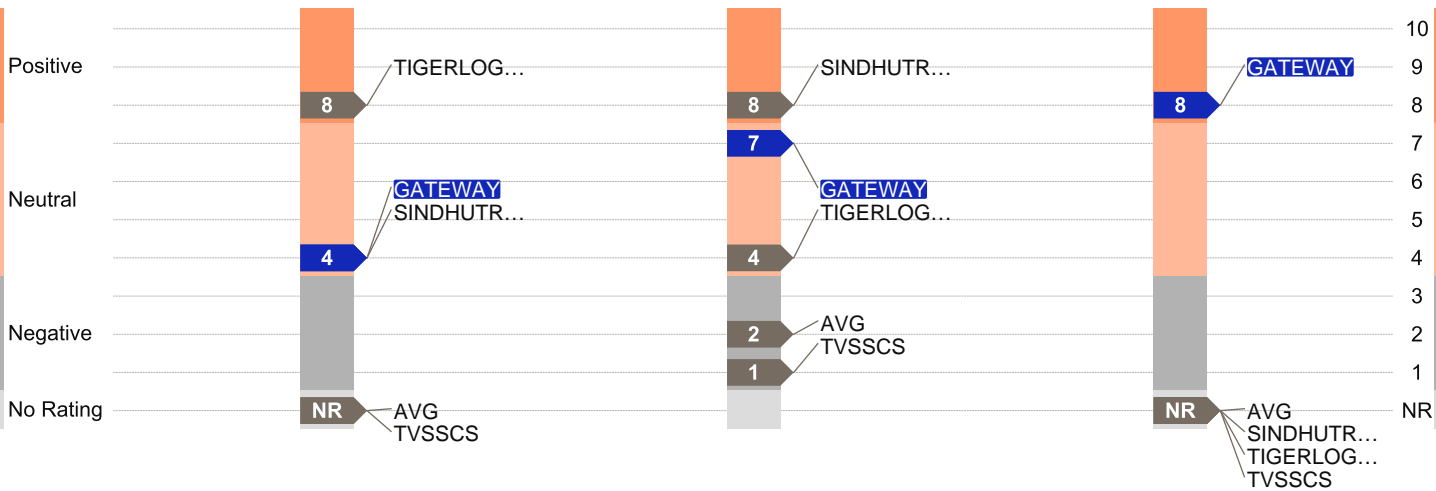 10
Positive
TIGERLOG…
SINDHUTR…
GATEWAY
9
8
8
8
8
7
7
GATEWAY
SINDHUTR…
GATEWAY
TIGERLOG…
6
Neutral
5
4
4
4
3
Negative
2
AVG
TVSSCS
2
1
1
No Rating
NR
AVG
TVSSCS
NR
AVG
SINDHUTR…
TIGERLOG…
TVSSCS
NR